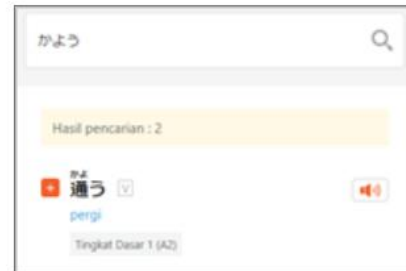 かよう
Hasil pencarian : 2
かよ
通う V
pergi
Tingkat Dasar 1 (A2)